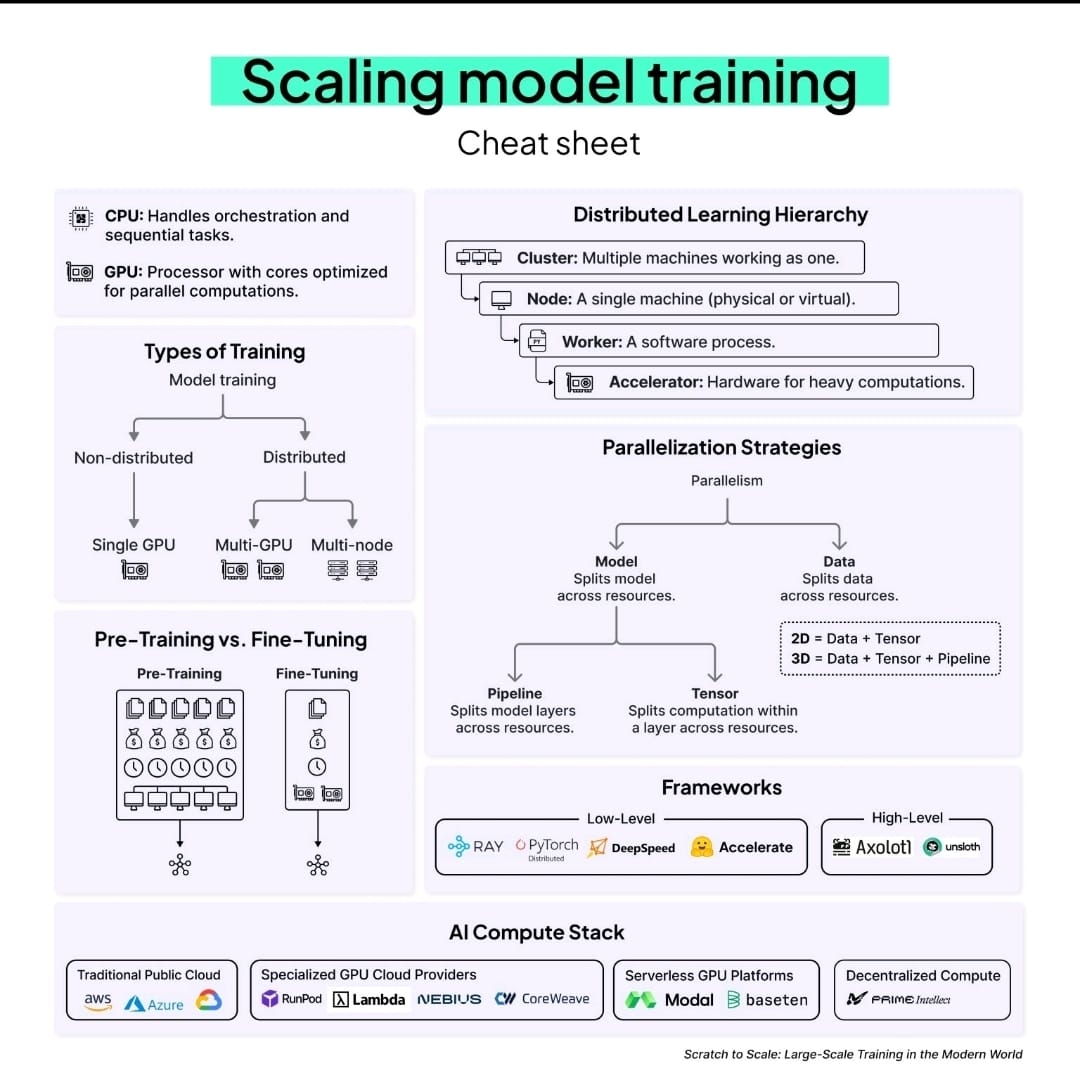 Scaling model training
Cheat sheet
CPU: Handles orchestration and
sequential tasks.
GPU: Processor with cores optimized
for parallel computations.
Types of Training
Model training
Non-distributed
Distributed
Single GPU
Multi-GPU
Multi-node
Pre-Training vs. Fine-Tuning
Pre-Training
Fine-Tuning
Distributed Learning Hierarchy
Cluster: Multiple machines working as one.
Node: A single machine (physical or virtual).
PY
Worker: A software process.
Accelerator: Hardware for heavy computations.
Parallelization Strategies
Parallelism
Model
Splits model
across resources.
Data
Splits data
across resources.
2D = Data + Tensor
3D = Data + Tensor + Pipeline
Pipeline
Splits model layers
across resources.
Tensor
Splits computation within
a layer across resources.
Frameworks
Low-Level
RAY
PyTorch
Distributed
DeepSpeed
Accelerate
High-Level
Axolotl
unsloth
AI Compute Stack
Traditional Public Cloud
aws
Azure
Specialized GPU Cloud Providers
RunPod
Lambda
NEBIUS
CoreWeave
Serverless GPU Platforms
Modal
baseten
Decentralized Compute
PRIME Intellect
Scratch to Scale: Large-Scale Training in the Modern World